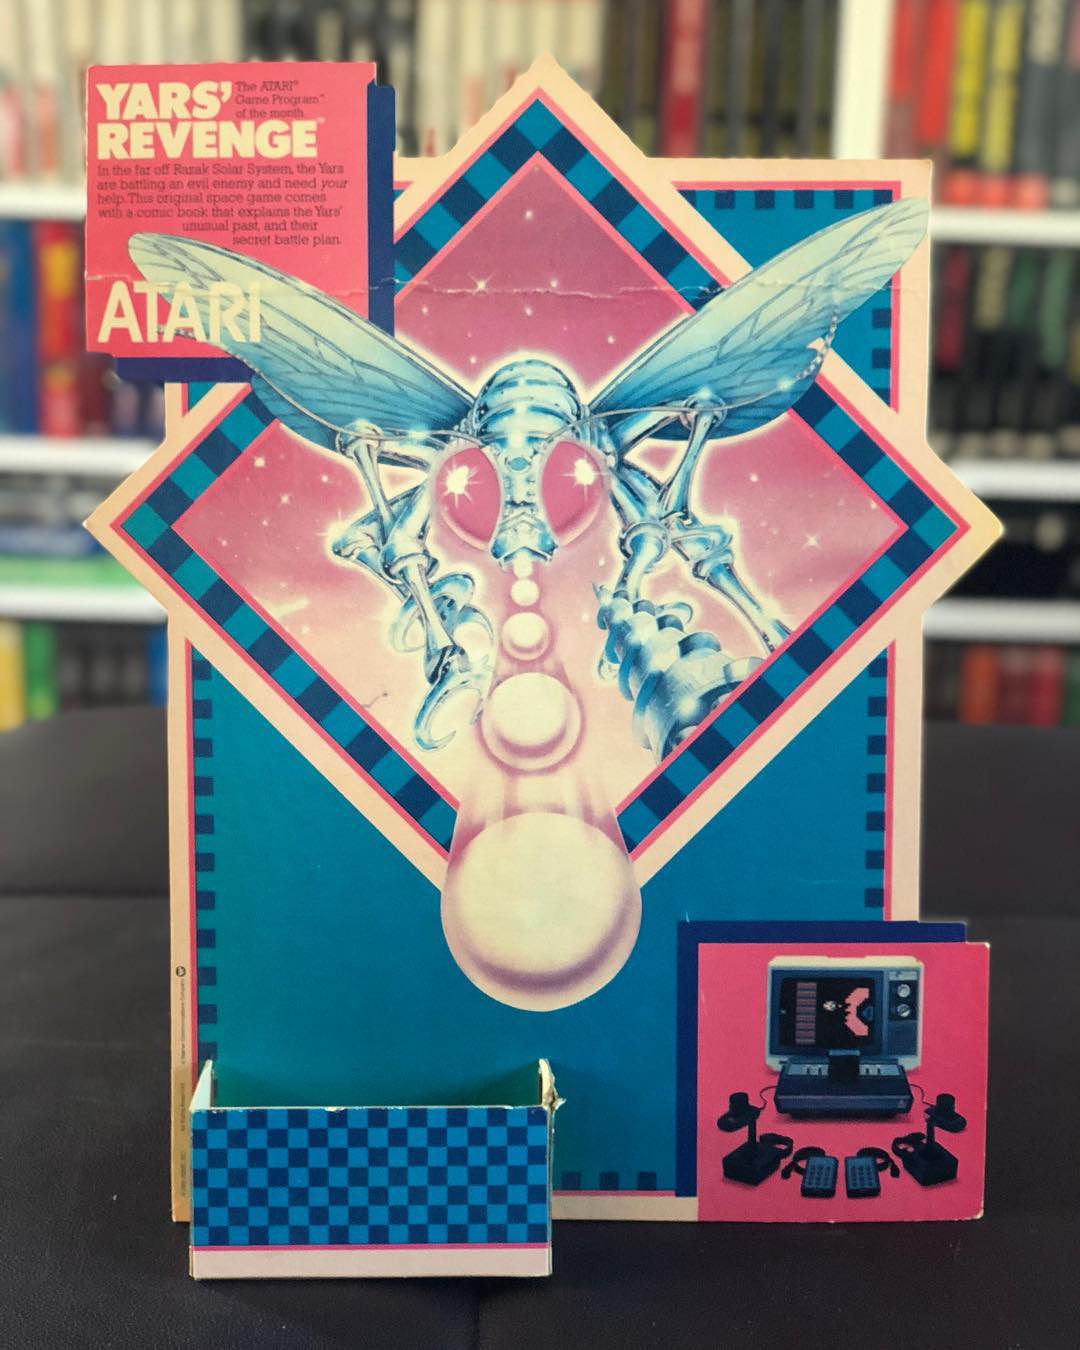 YARS'
REVENGE™
The ATARI®
Game Program™
of the month.
In the far off Razak Solar System, the Yars
are battling an evil enemy and need your
help. This original space game comes
with a comic book that explains the Yars'
unusual past, and their
secret battle plan.
ATARI